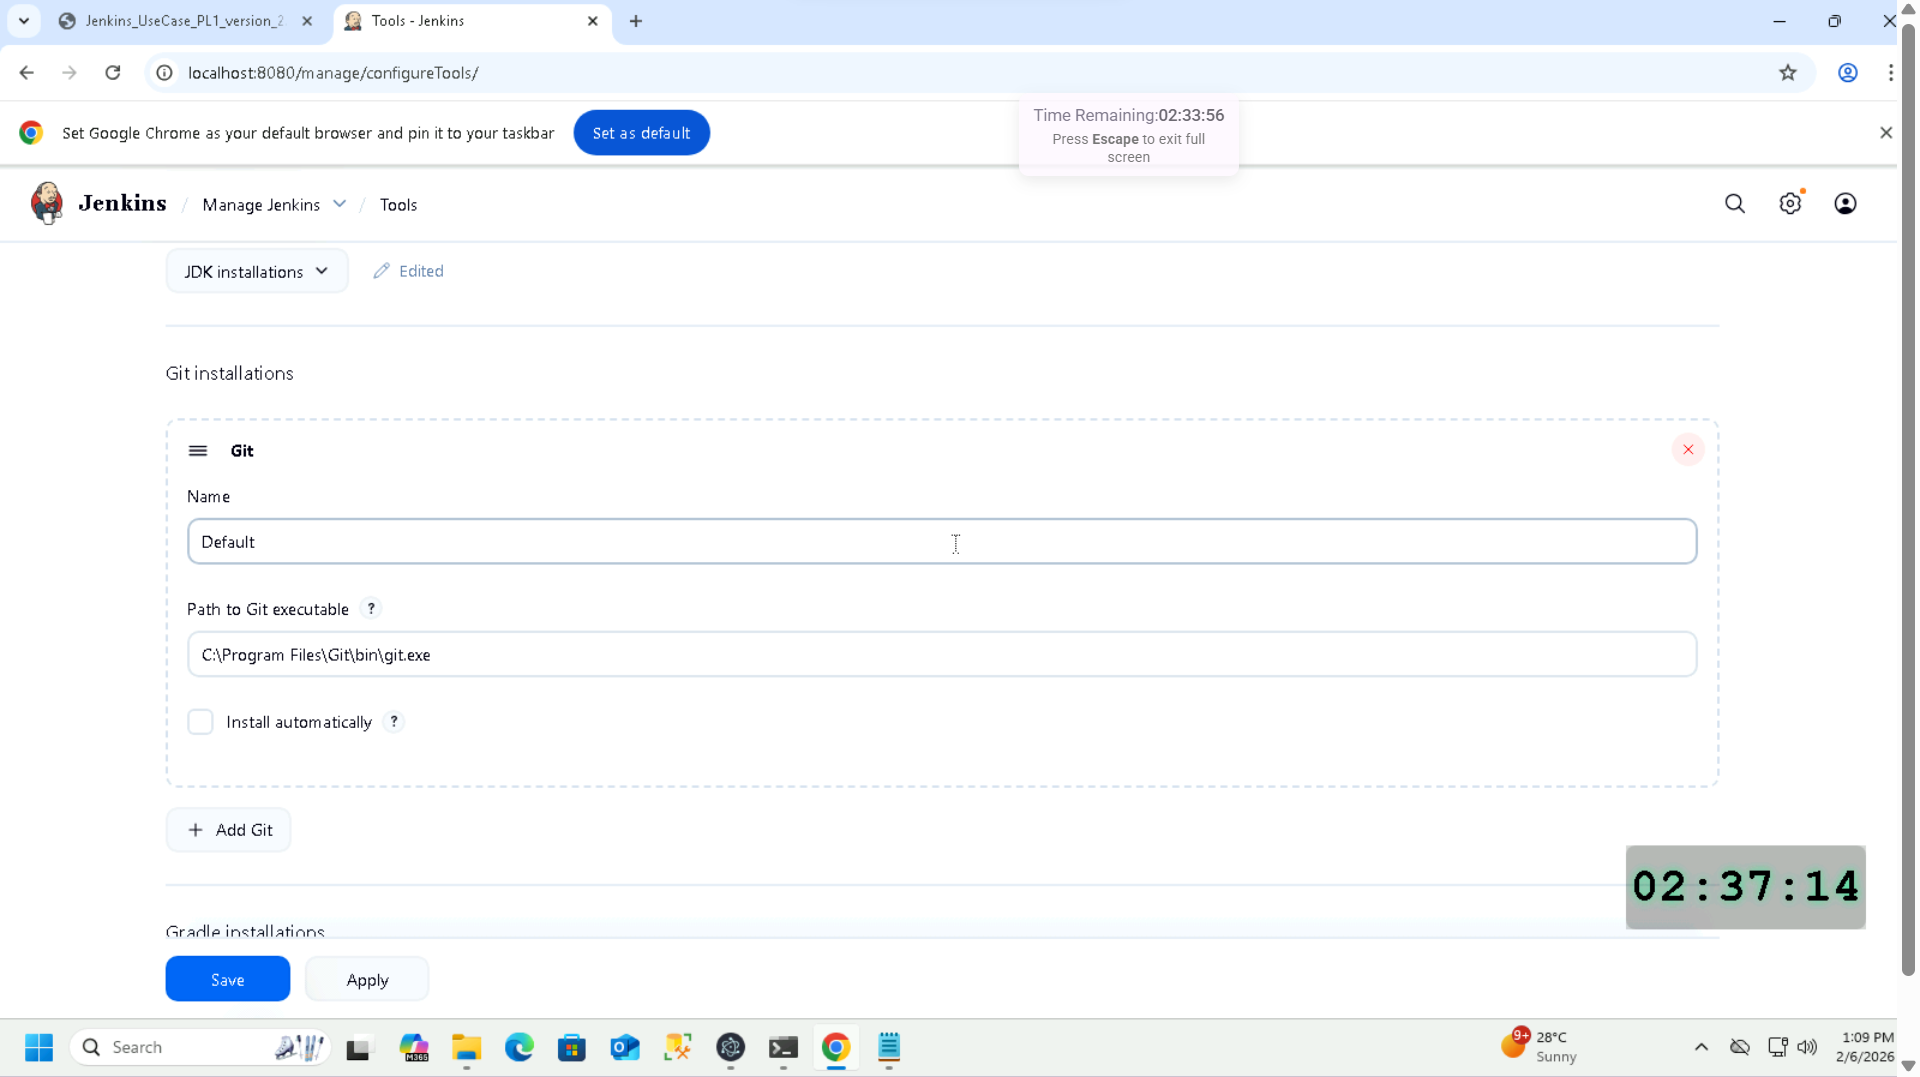 Jenkins_UseCase_PL1_version_2
Tools - Jenkins
localhost:8080/manage/configureTools/
Set Google Chrome as your default browser and pin it to your taskbar
Set as default
Time Remaining:02:33:56
Press Escape to exit full
screen
Jenkins / Manage Jenkins / Tools
JDK installations
Edited
Git installations
Git
Name
Default
Path to Git executable ?
C:\Program Files\Git\bin\git.exe
Install automatically ?
+ Add Git
02:37:14
Gradle installations
Save
Apply
Search
M365
9+
28°C
Sunny
1:09 PM
2/6/2026